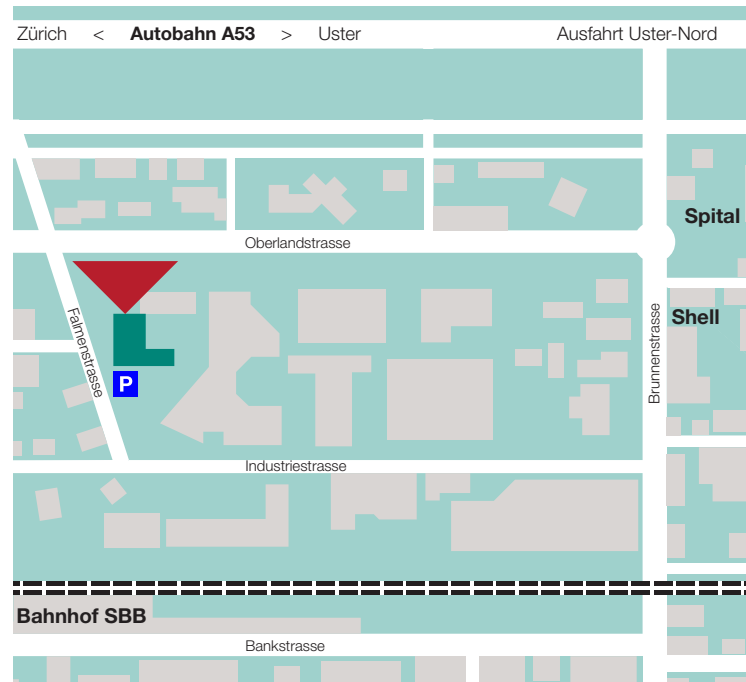 Zürich < Autobahn A53 > Uster Ausfahrt Uster-Nord
Spital
Oberlandstrasse
Shell
Falmenstrasse
Brunnenstrasse
P
Industriestrasse
Bahnhof SBB
Bankstrasse